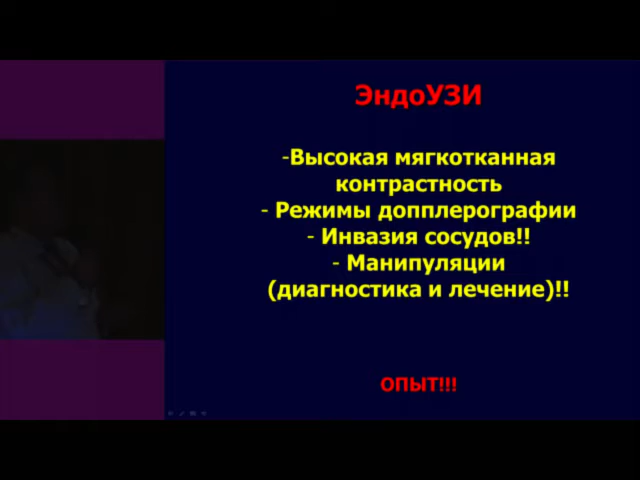 ЭндоУЗИ
-Высокая мягкотканная
контрастность
- Режимы допплерографии
- Инвазия сосудов!!
- Манипуляции
(диагностика и лечение)!!
ОПЫТ!!!